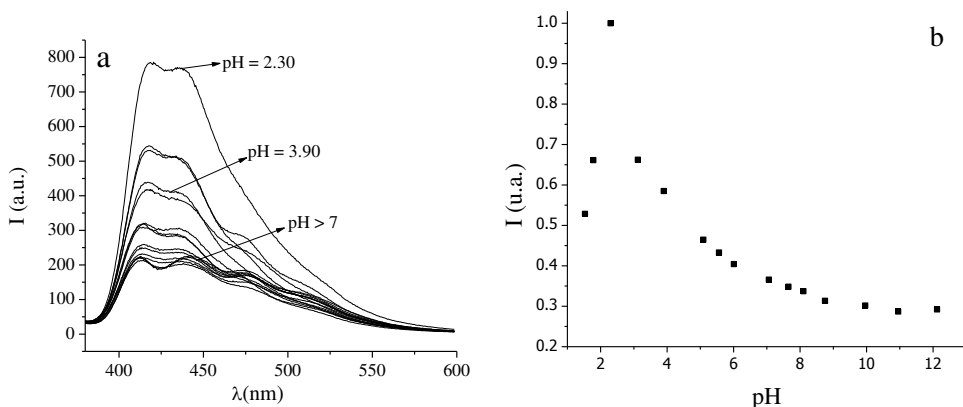 a
800
700
600
500
400
300
200
100
0
I (a.u.)
pH = 2.30
pH = 3.90
pH > 7
400 450 500 550 600
λ(nm)
b
1.0
0.9
0.8
0.7
0.6
0.5
0.4
0.3
0.2
I (u.a.)
2 4 6 8 10 12
pH